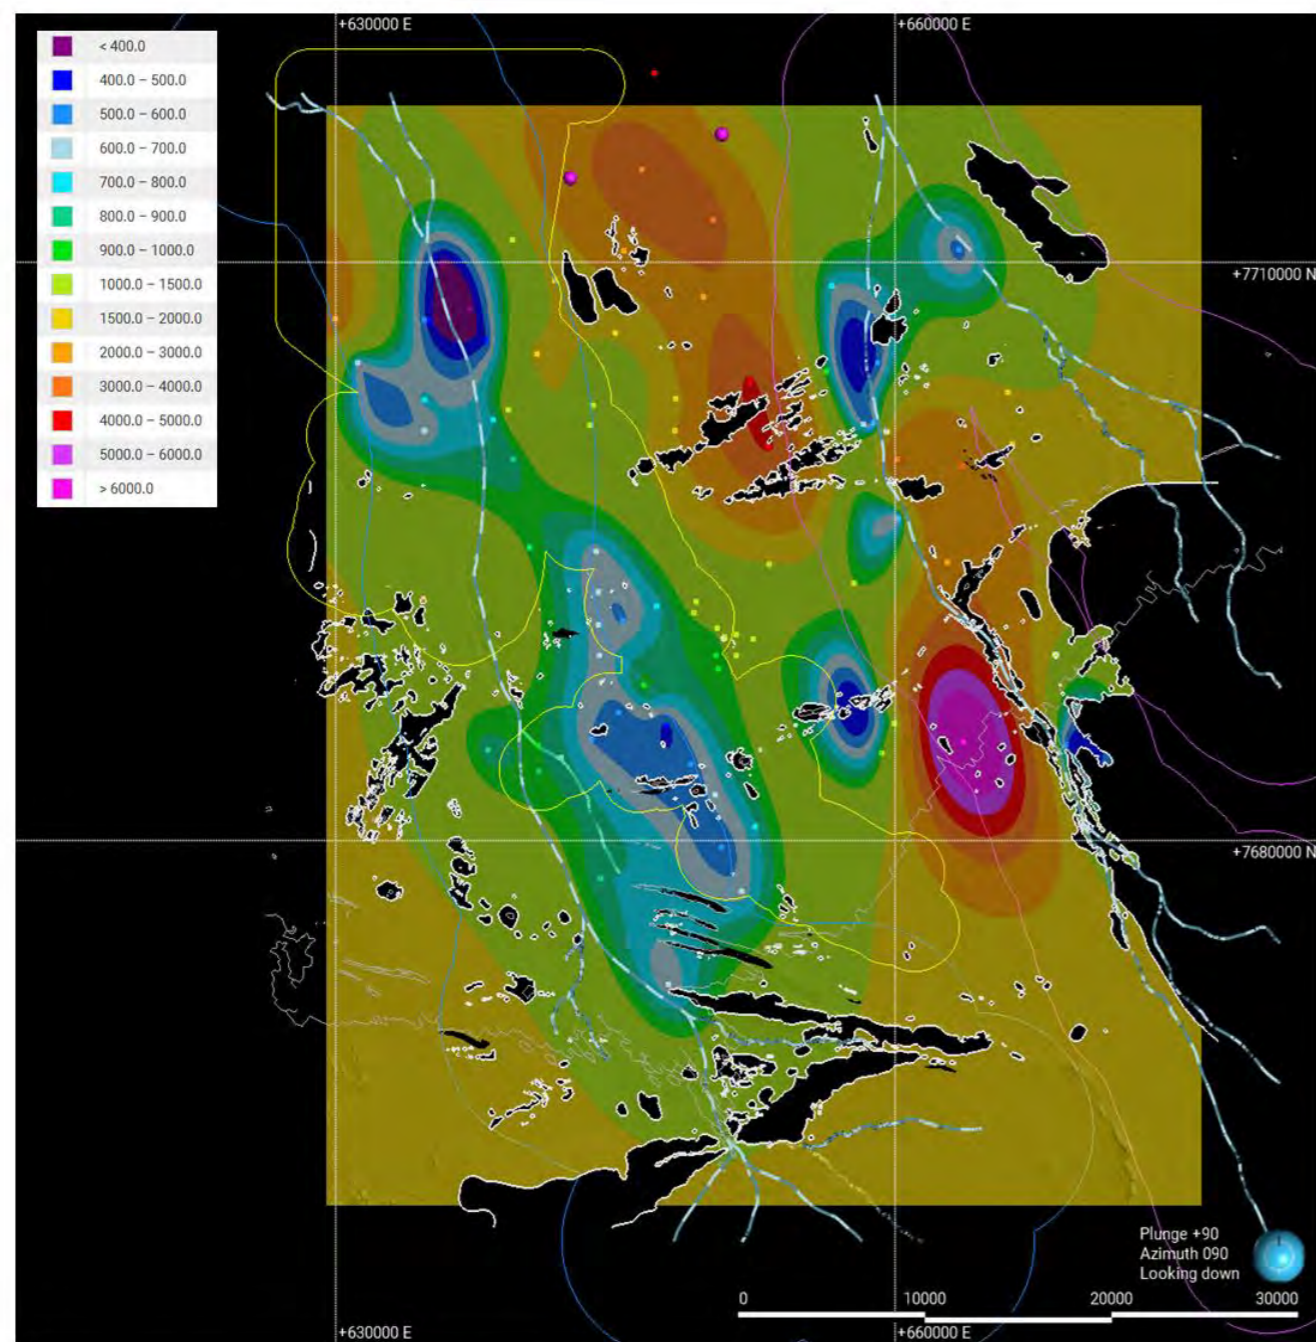 +630000 E
+660000 E
< 400.0
400.0 – 500.0
500.0 – 600.0
600.0 – 700.0
700.0 – 800.0
800.0 – 900.0
900.0 – 1000.0
1000.0 – 1500.0
1500.0 – 2000.0
2000.0 – 3000.0
3000.0 – 4000.0
4000.0 – 5000.0
5000.0 – 6000.0
> 6000.0
+7710000 N
+7680000 N
Plunge +90
Azimuth 090
Looking down
0 10000 20000 30000
+630000 E
+660000 E